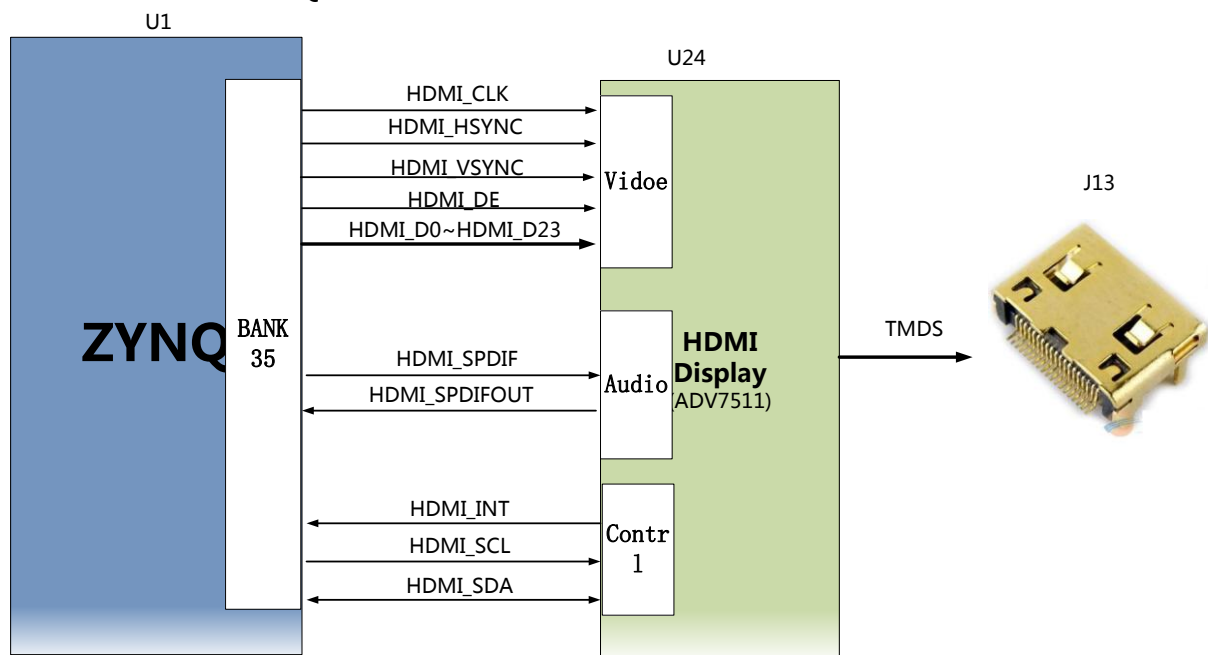 U1
U24
HDMI_CLK
HDMI_HSYNC
HDMI_VSYNC
HDMI_DE
HDMI_D0~HDMI_D23
Vidoe
J13
ZYNQ
BANK
35
HDMI_SPDIF
HDMI_SPDIFOUT
Audio
HDMI
Display
(ADV7511)
TMDS
HDMI_INT
HDMI_SCL
HDMI_SDA
Contr
l